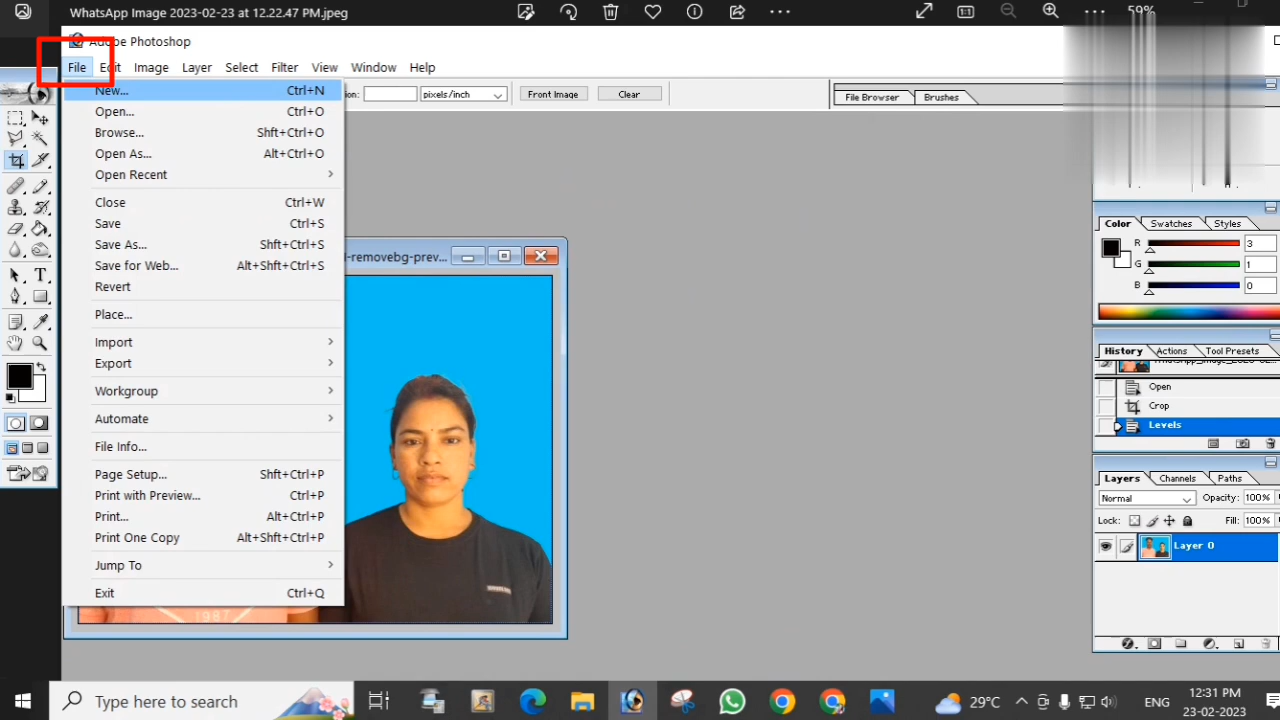 WhatsApp Image 2023-02-23 at 12.22.47 PM.jpeg
59%
Adobe Photoshop
File Edit Image Layer Select Filter View Window Help
pixels/inch Front Image Clear File Browser Brushes
New... Ctrl+N
Open... Ctrl+O
Browse... Shft+Ctrl+O
Open As... Alt+Ctrl+O
Open Recent
Close Ctrl+W
Save Ctrl+S
Save As... Shft+Ctrl+S
Save for Web... Alt+Shft+Ctrl+S
Revert
Place...
Import
Export
Workgroup
Automate
File Info...
Page Setup... Shft+Ctrl+P
Print with Preview... Ctrl+P
Print... Alt+Ctrl+P
Print One Copy Alt+Shft+Ctrl+P
Jump To
Exit Ctrl+Q
-removebg-prev...
1987
Color Swatches Styles
R 3
G 1
B 0
History Actions Tool Presets
Open
Crop
Levels
Layers Channels Paths
Normal Opacity: 100%
Lock: Fill: 100%
Layer 0
Type here to search
29°C ENG
12:31 PM
23-02-2023